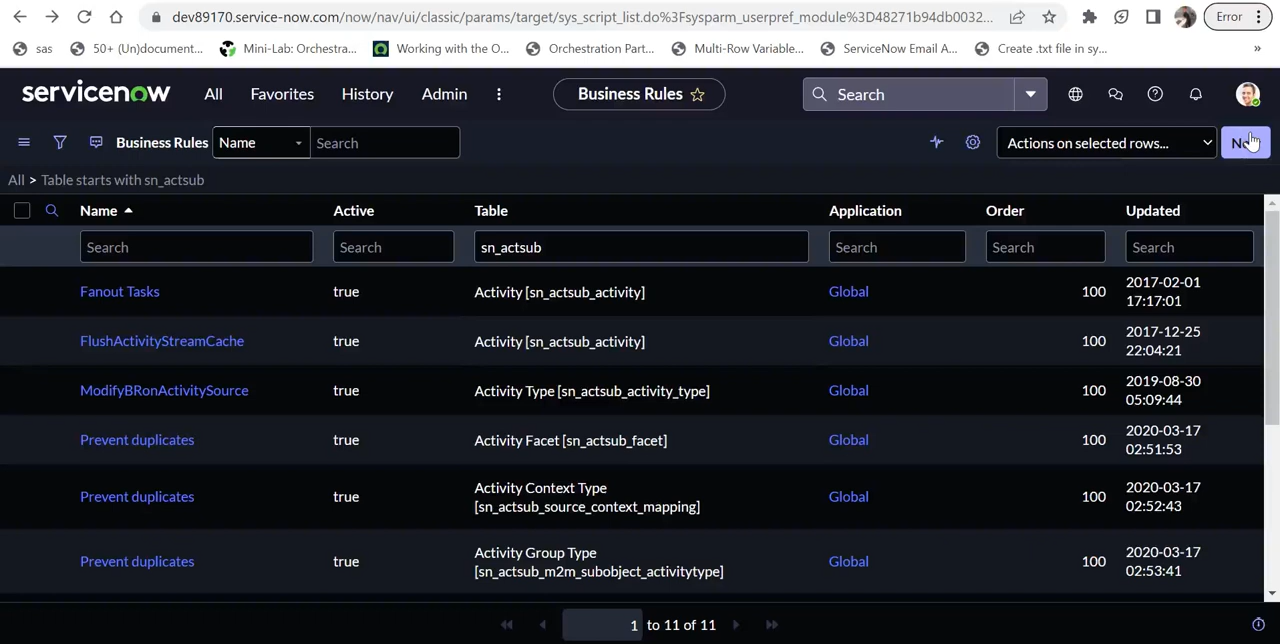 dev89170.service-now.com/now/nav/ui/classic/params/target/sys_script_list.do%3Fsysparm_userpref_module%3D48271b94db0032... Error
sas 50+ (Un)document... Mini-Lab: Orchestra... Working with the O... Orchestration Part... Multi-Row Variable... ServiceNow Email A... Create .txt file in sy... »
servicenow All Favorites History Admin Business Rules Search
Business Rules Name Search Actions on selected rows...
All > Table starts with sn_actsub
Name Active Table Application Order Updated
Search Search sn_actsub Search Search Search
Fanout Tasks true Activity [sn_actsub_activity] Global 100 2017-02-01
17:17:01
FlushActivityStreamCache true Activity [sn_actsub_activity] Global 100 2017-12-25
22:04:21
ModifyBRonActivitySource true Activity Type [sn_actsub_activity_type] Global 100 2019-08-30
05:09:44
Prevent duplicates true Activity Facet [sn_actsub_facet] Global 100 2020-03-17
02:51:53
Prevent duplicates true Activity Context Type
[sn_actsub_source_context_mapping] Global 100 2020-03-17
02:52:43
Prevent duplicates true Activity Group Type
[sn_actsub_m2m_subobject_activitytype] Global 100 2020-03-17
02:53:41
1 to 11 of 11